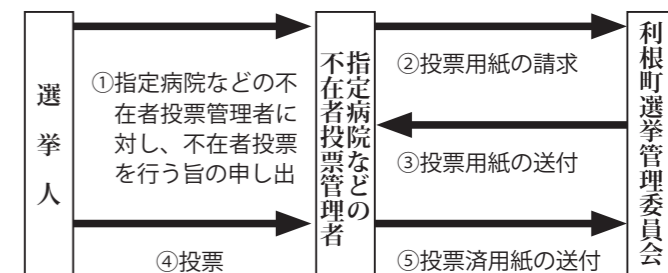 選挙人
①指定病院などの不
在者投票管理者に
対し、不在者投票
を行う旨の申し出
④投票
指定病院などの
不在者投票管理者
②投票用紙の請求
③投票用紙の送付
⑤投票済用紙の送付
利根町選挙管理委員会